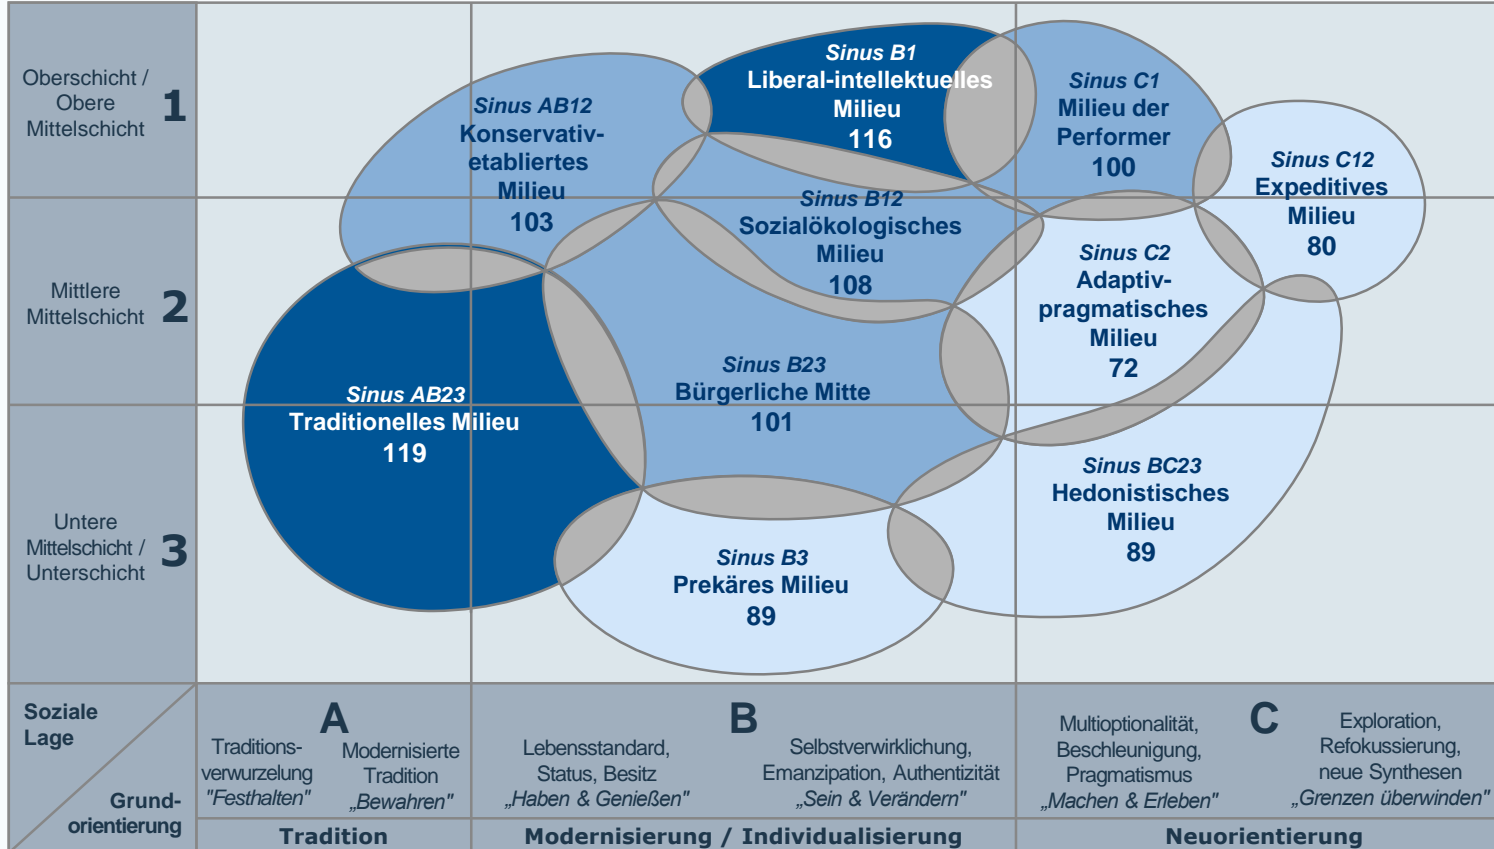 Oberschicht /
Obere
Mittelschicht
1
Mittlere
Mittelschicht
2
Untere
Mittelschicht /
Unterschicht
3
Sinus AB12
Konservativ-
etabliertes
Milieu
103
Sinus B1
Liberal-intellektuelles
Milieu
116
Sinus C1
Milieu der
Performer
100
Sinus C12
Expeditives
Milieu
80
Sinus B12
Sozialökologisches
Milieu
108
Sinus C2
Adaptiv-
pragmatisches
Milieu
72
Sinus AB23
Traditionelles Milieu
119
Sinus B23
Bürgerliche Mitte
101
Sinus BC23
Hedonistisches
Milieu
89
Sinus B3
Prekäres Milieu
89
Soziale
Lage
Grund-
orientierung
A
Traditions-
verwurzelung
"Festhalten"
Modernisierte
Tradition
„Bewahren"
B
Lebensstandard,
Status, Besitz
„Haben & Genießen"
Selbstverwirklichung,
Emanzipation, Authentizität
„Sein & Verändern"
C
Multioptionalität,
Beschleunigung,
Pragmatismus
„Machen & Erleben"
Exploration,
Refokussierung,
neue Synthesen
„Grenzen überwinden"
Tradition
Modernisierung / Individualisierung
Neuorientierung